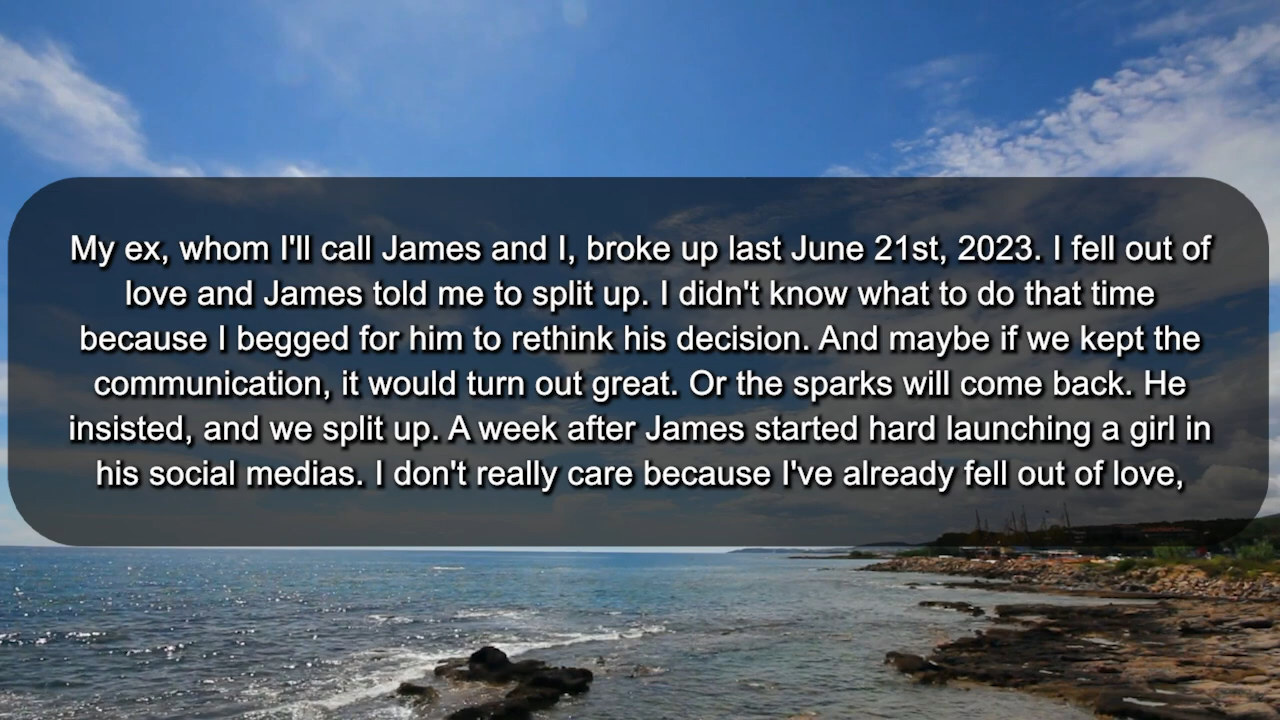 My ex, whom I'll call James and I, broke up last June 21st, 2023. I fell out of
love and James told me to split up. I didn't know what to do that time
because I begged for him to rethink his decision. And maybe if we kept the
communication, it would turn out great. Or the sparks will come back. He
insisted, and we split up. A week after James started hard launching a girl in
his social medias. I don't really care because I've already fell out of love,